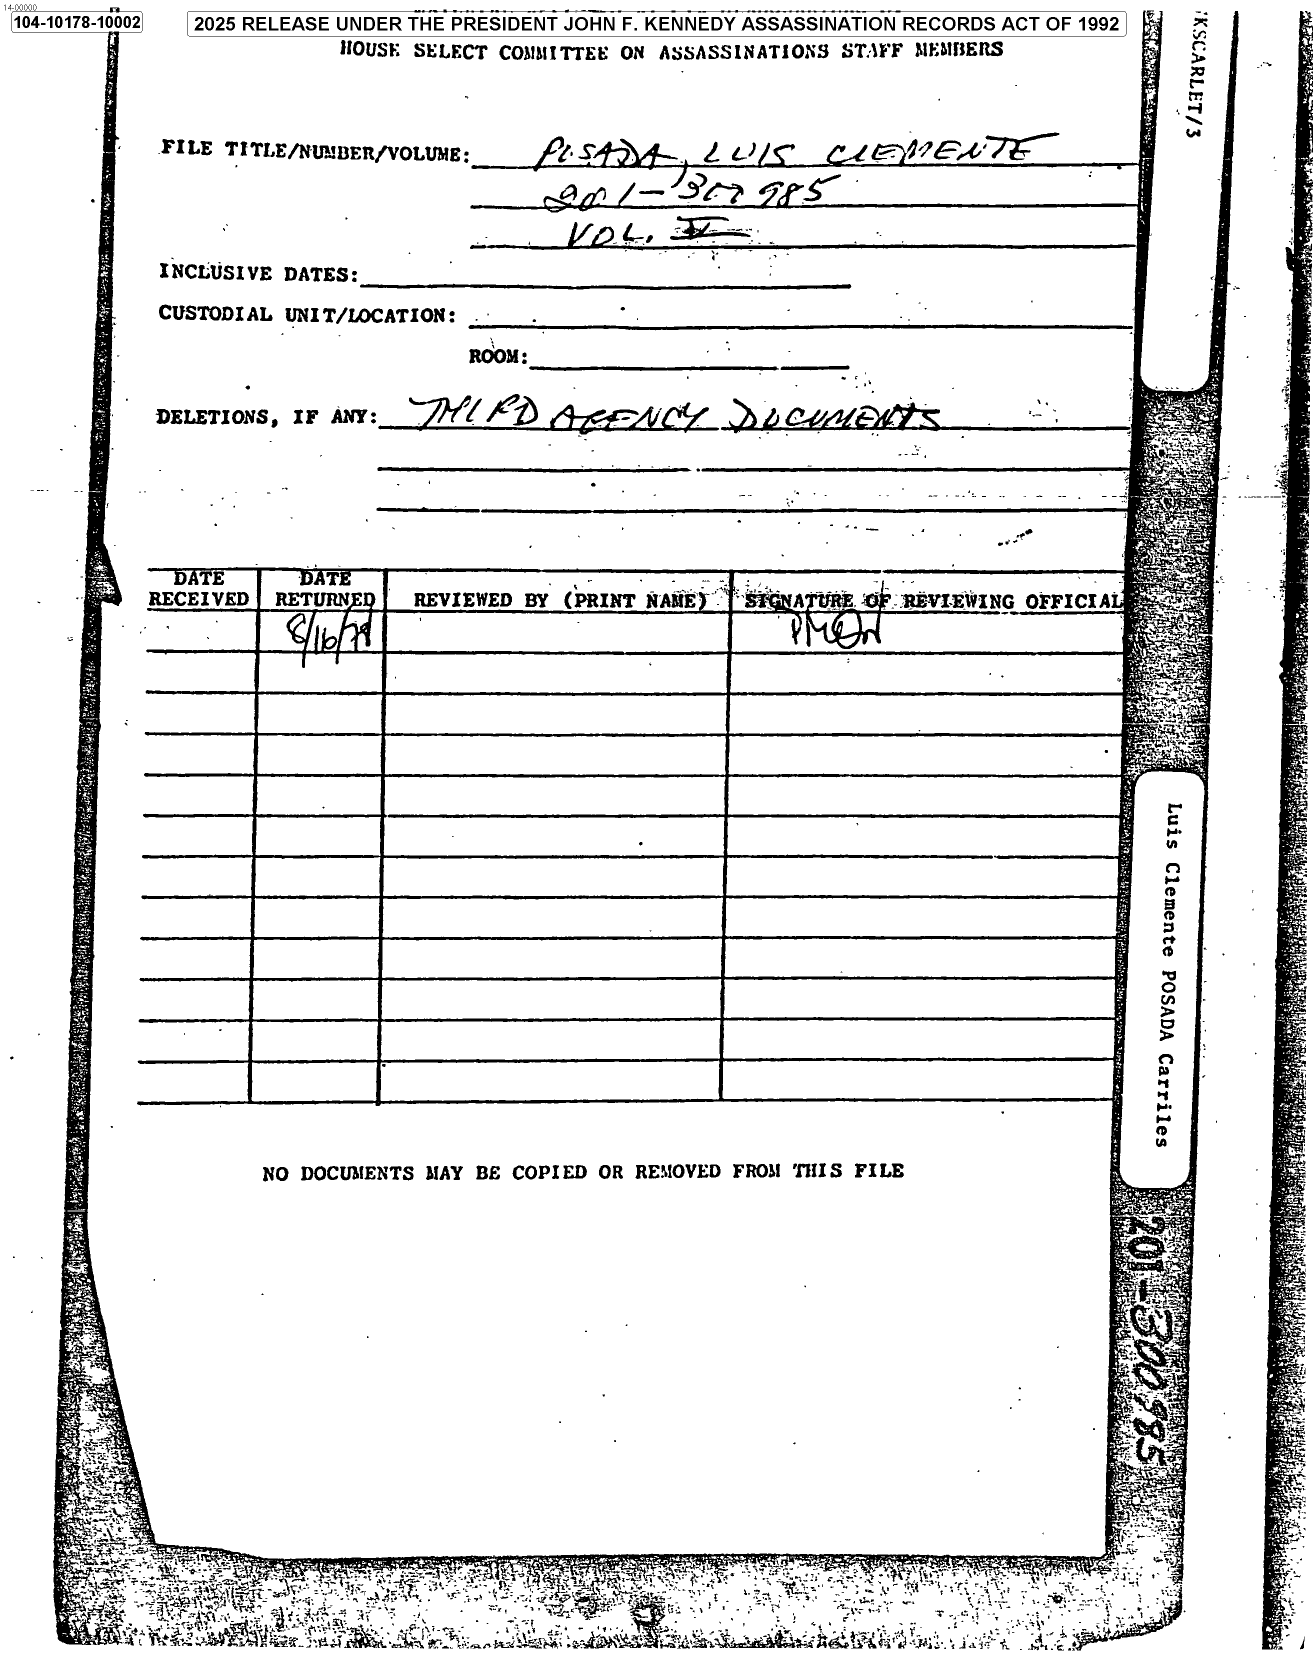 14-00000
104-10178-10002
2025 RELEASE UNDER THE PRESIDENT JOHN F. KENNEDY ASSASSINATION RECORDS ACT OF 1992
HOUSE SELECT COMMITTEE ON ASSASSINATIONS STAFF MEMBERS
FILE TITLE/NUMBER/VOLUME: POSADA, LUIS CLEMENTE
201-300985
VOL. V
INCLUSIVE DATES:
CUSTODIAL UNIT/LOCATION:
ROOM:
DELETIONS, IF ANY: THIRD AGENCY DOCUMENTS
DATE RECEIVED DATE RETURNED REVIEWED BY (PRINT NAME) SIGNATURE OF REVIEWING OFFICIAL
8/16/78
NO DOCUMENTS MAY BE COPIED OR REMOVED FROM THIS FILE
KSCARLET/3
Luis Clemente POSADA Carriles
201-300985